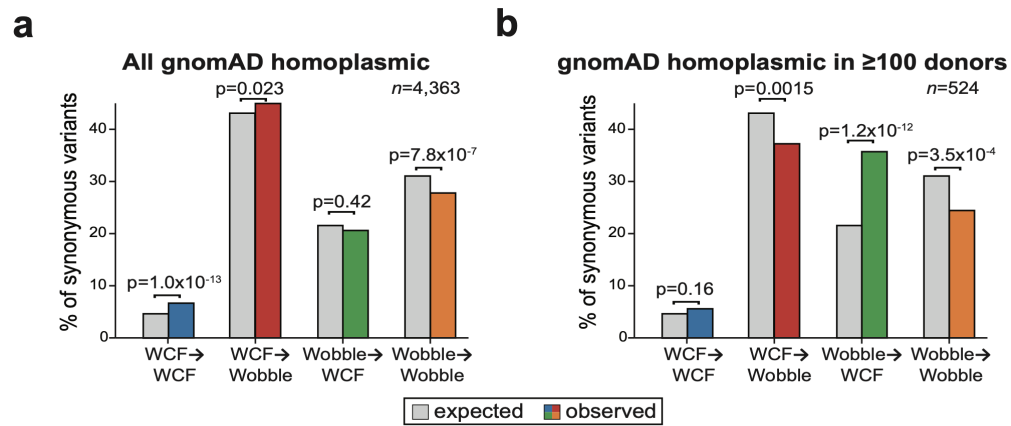 a
All gnomAD homoplasmic
n=4,363
% of synonymous variants
40
30
20
10
0
p=1.0x10⁻¹³
p=0.023
p=0.42
p=7.8x10⁻⁷
WCF→
WCF
WCF→
Wobble
Wobble→
WCF
Wobble→
Wobble
b
gnomAD homoplasmic in ≥100 donors
n=524
% of synonymous variants
40
30
20
10
0
p=0.16
p=0.0015
p=1.2x10⁻¹²
p=3.5x10⁻⁴
WCF→
WCF
WCF→
Wobble
Wobble→
WCF
Wobble→
Wobble
expected
observed